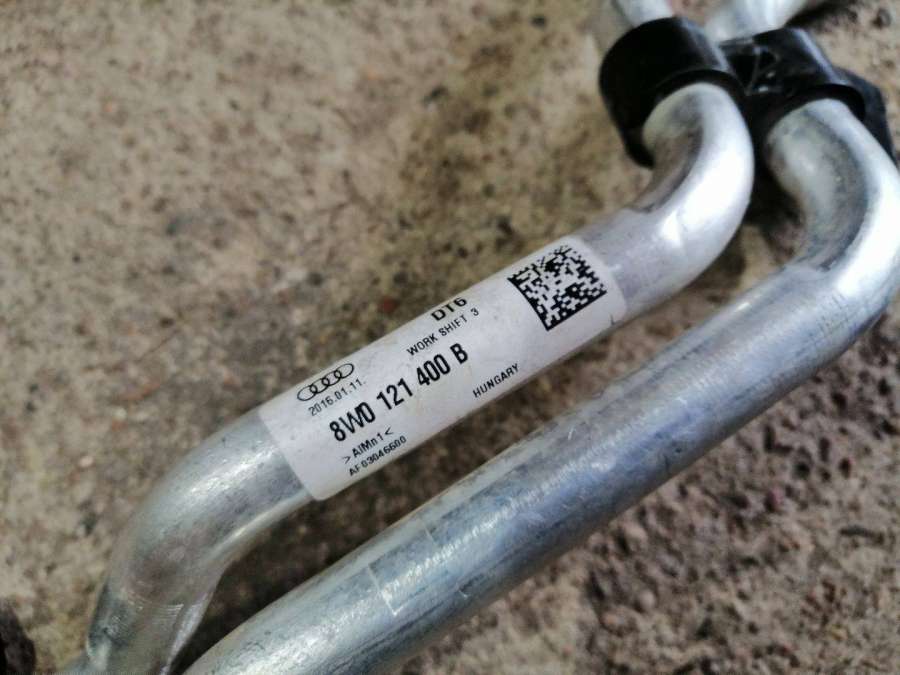 DT6
WORK SHIFT 3
2016.01.11.
8W0 121 400 B
HUNGARY
>AlMn1<
AF03046600